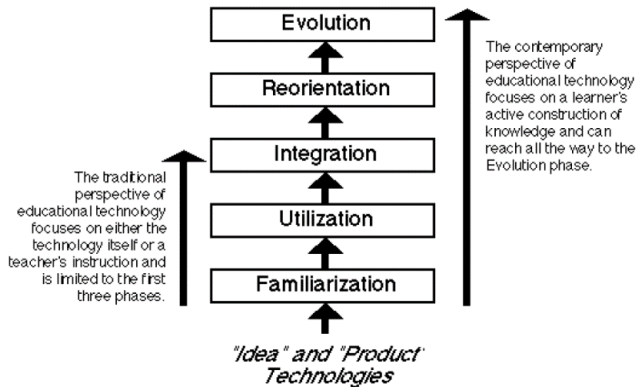 Evolution
Reorientation
Integration
Utilization
Familiarization
"Idea" and "Product"
Technologies
The traditional
perspective of
educational technology
focuses on either the
technology itself or a
teacher's instruction and
is limited to the first
three phases.
The contemporary
perspective of
educational technology
focuses on a learner's
active construction of
knowledge and can
reach all the way to the
Evolution phase.